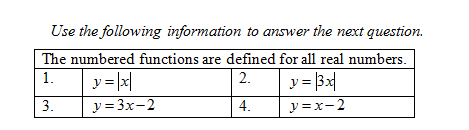 Use the following information to answer the next question.
The numbered functions are defined for all real numbers.
1. y = |x| 2. y = |3x|
3. y = 3x − 2 4. y = x − 2